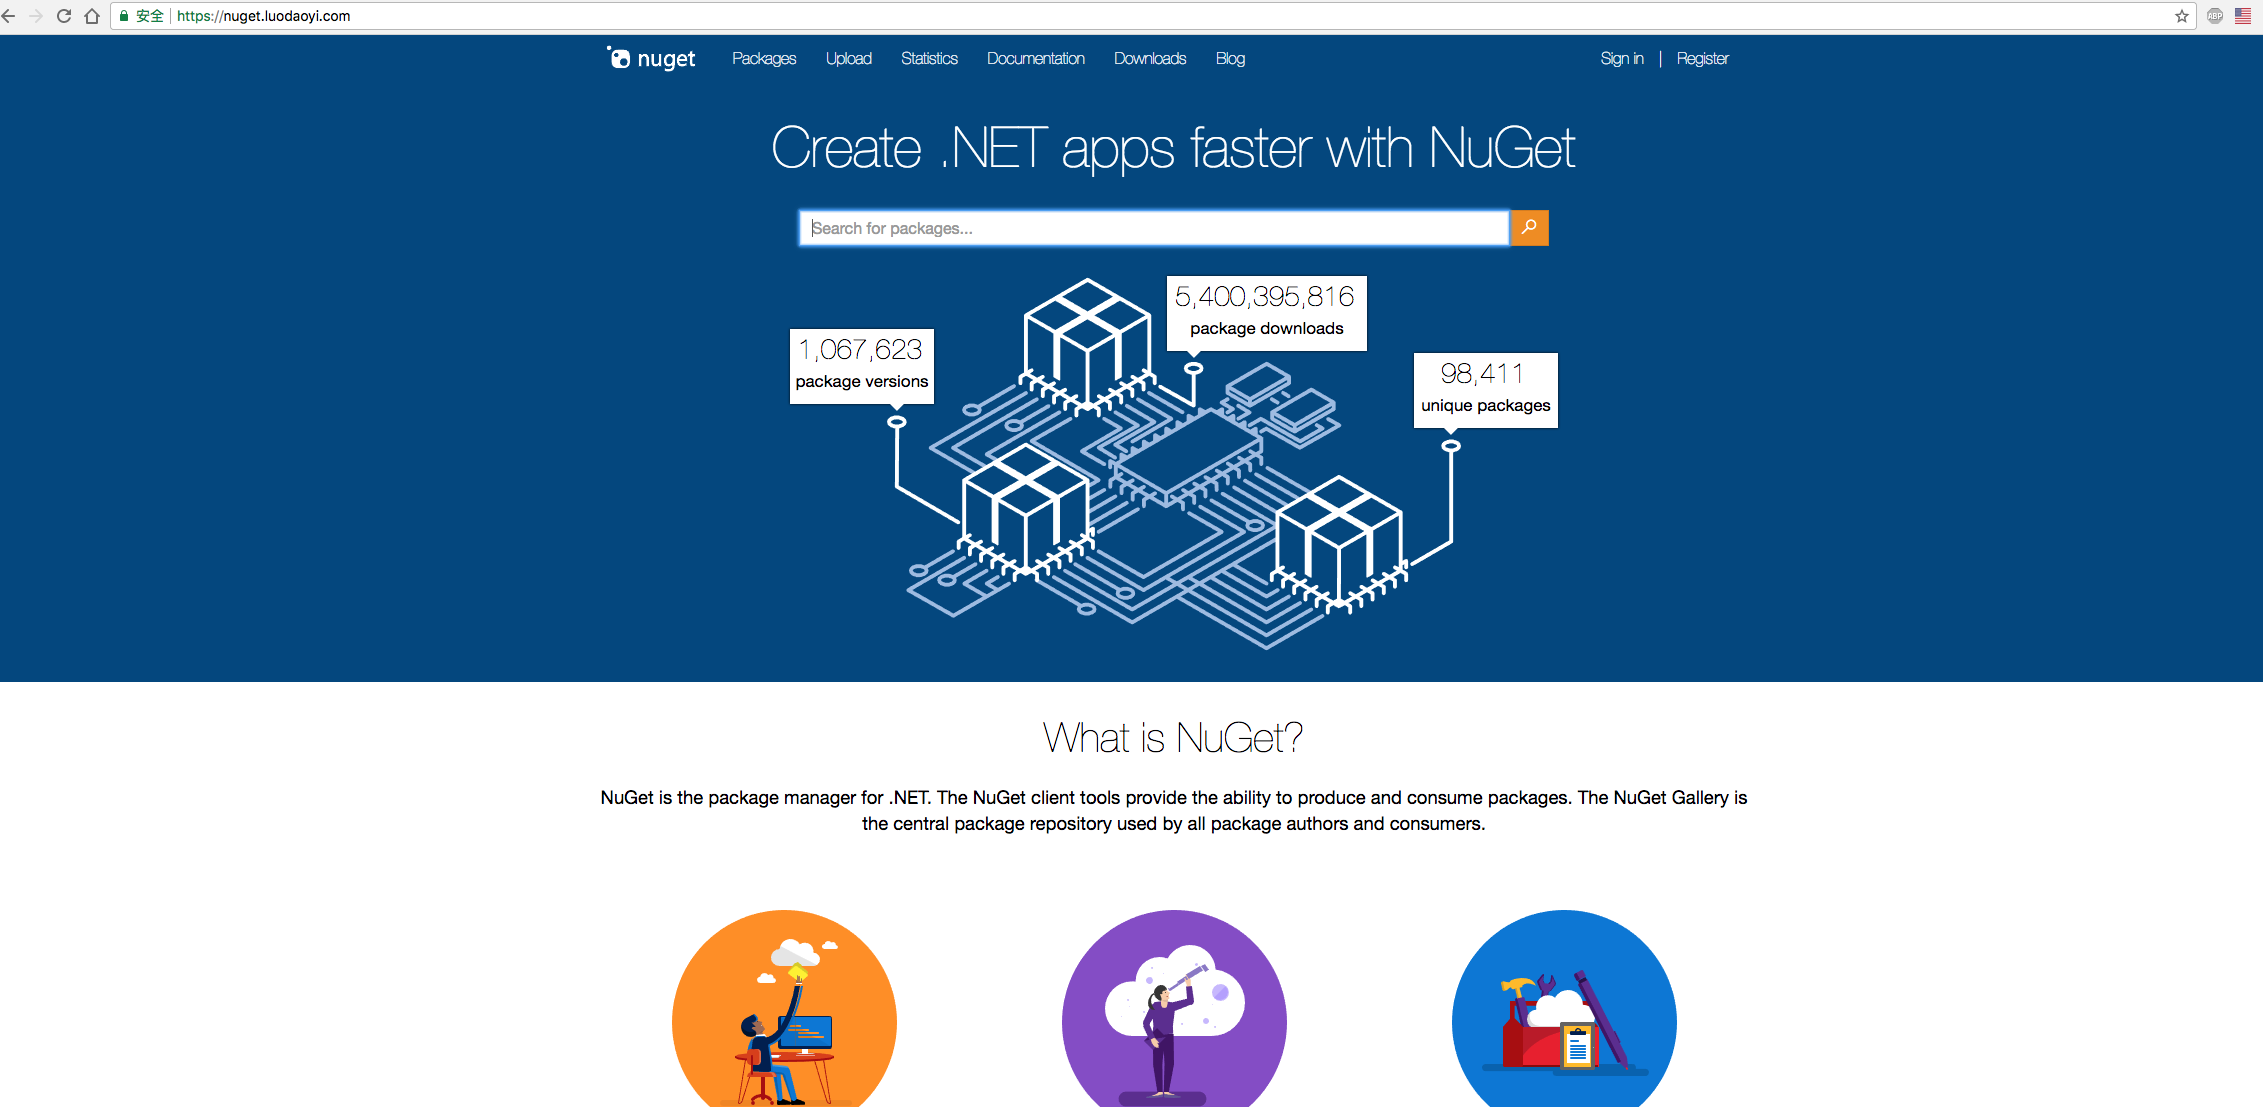 安全 https://nuget.luodaoyi.com
ABP
nuget Packages Upload Statistics Documentation Downloads Blog Sign in | Register
Create .NET apps faster with NuGet
Search for packages...
5,400,395,816
package downloads
1,067,623
package versions
98,411
unique packages
What is NuGet?
NuGet is the package manager for .NET. The NuGet client tools provide the ability to produce and consume packages. The NuGet Gallery is
the central package repository used by all package authors and consumers.